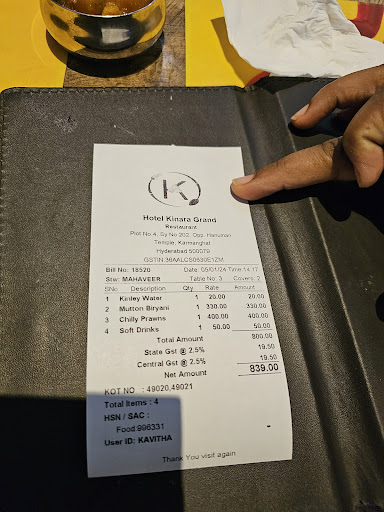 K
Hotel Kinara Grand
Restaurant
Plot No 4, Sy No 202, Opp. Hanuman
Temple, Karmanghat
Hyderabad 500079
GSTIN:36AALCS0630E1ZM
Bill No: 18520 Date: 05/01/24 Time:14:17
Stw: MAHAVEER Table No: 3 Covers: 2
SNo Description Qty Rate Amount
1 Kinley Water 1 20.00 20.00
2 Mutton Biryani 1 330.00 330.00
3 Chilly Prawns 1 400.00 400.00
4 Soft Drinks 1 50.00 50.00
Total Amount 800.00
State Gst @ 2.5% 19.50
Central Gst @ 2.5% 19.50
Net Amount 839.00
KOT NO : 49020,49021
Total Items : 4
HSN / SAC :
Food:996331
User ID: KAVITHA
-
Thank You visit again